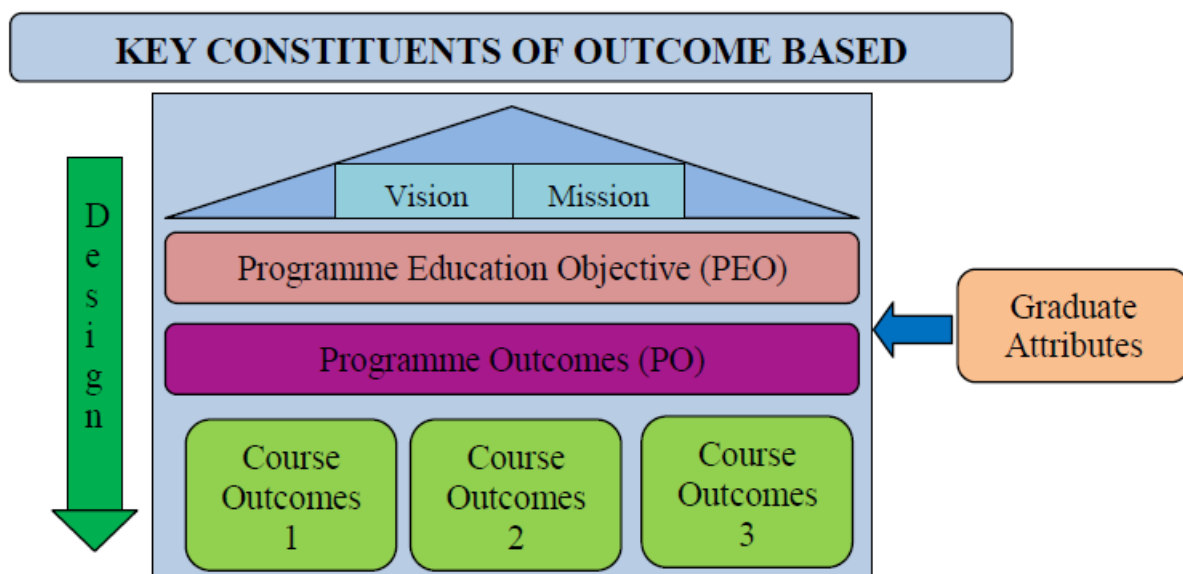 KEY CONSTITUENTS OF OUTCOME BASED
Design
Vision
Mission
Programme Education Objective (PEO)
Programme Outcomes (PO)
Graduate
Attributes
Course
Outcomes
1
Course
Outcomes
2
Course
Outcomes
3